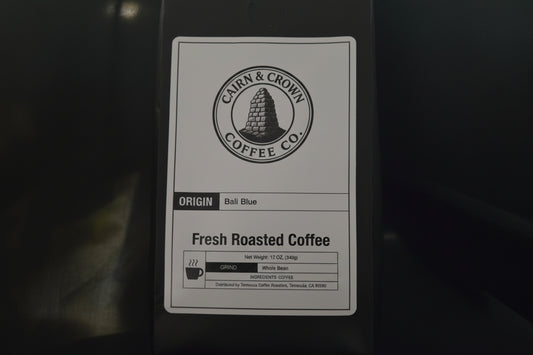 CAIRN & CROWN
COFFEE CO.
ORIGIN Bali Blue
Fresh Roasted Coffee
Net Weight: 12 OZ. (340g)
GRIND Whole Bean
INGREDIENTS: COFFEE
Distributed by Temecula Coffee Roasters, Temecula, CA 92590